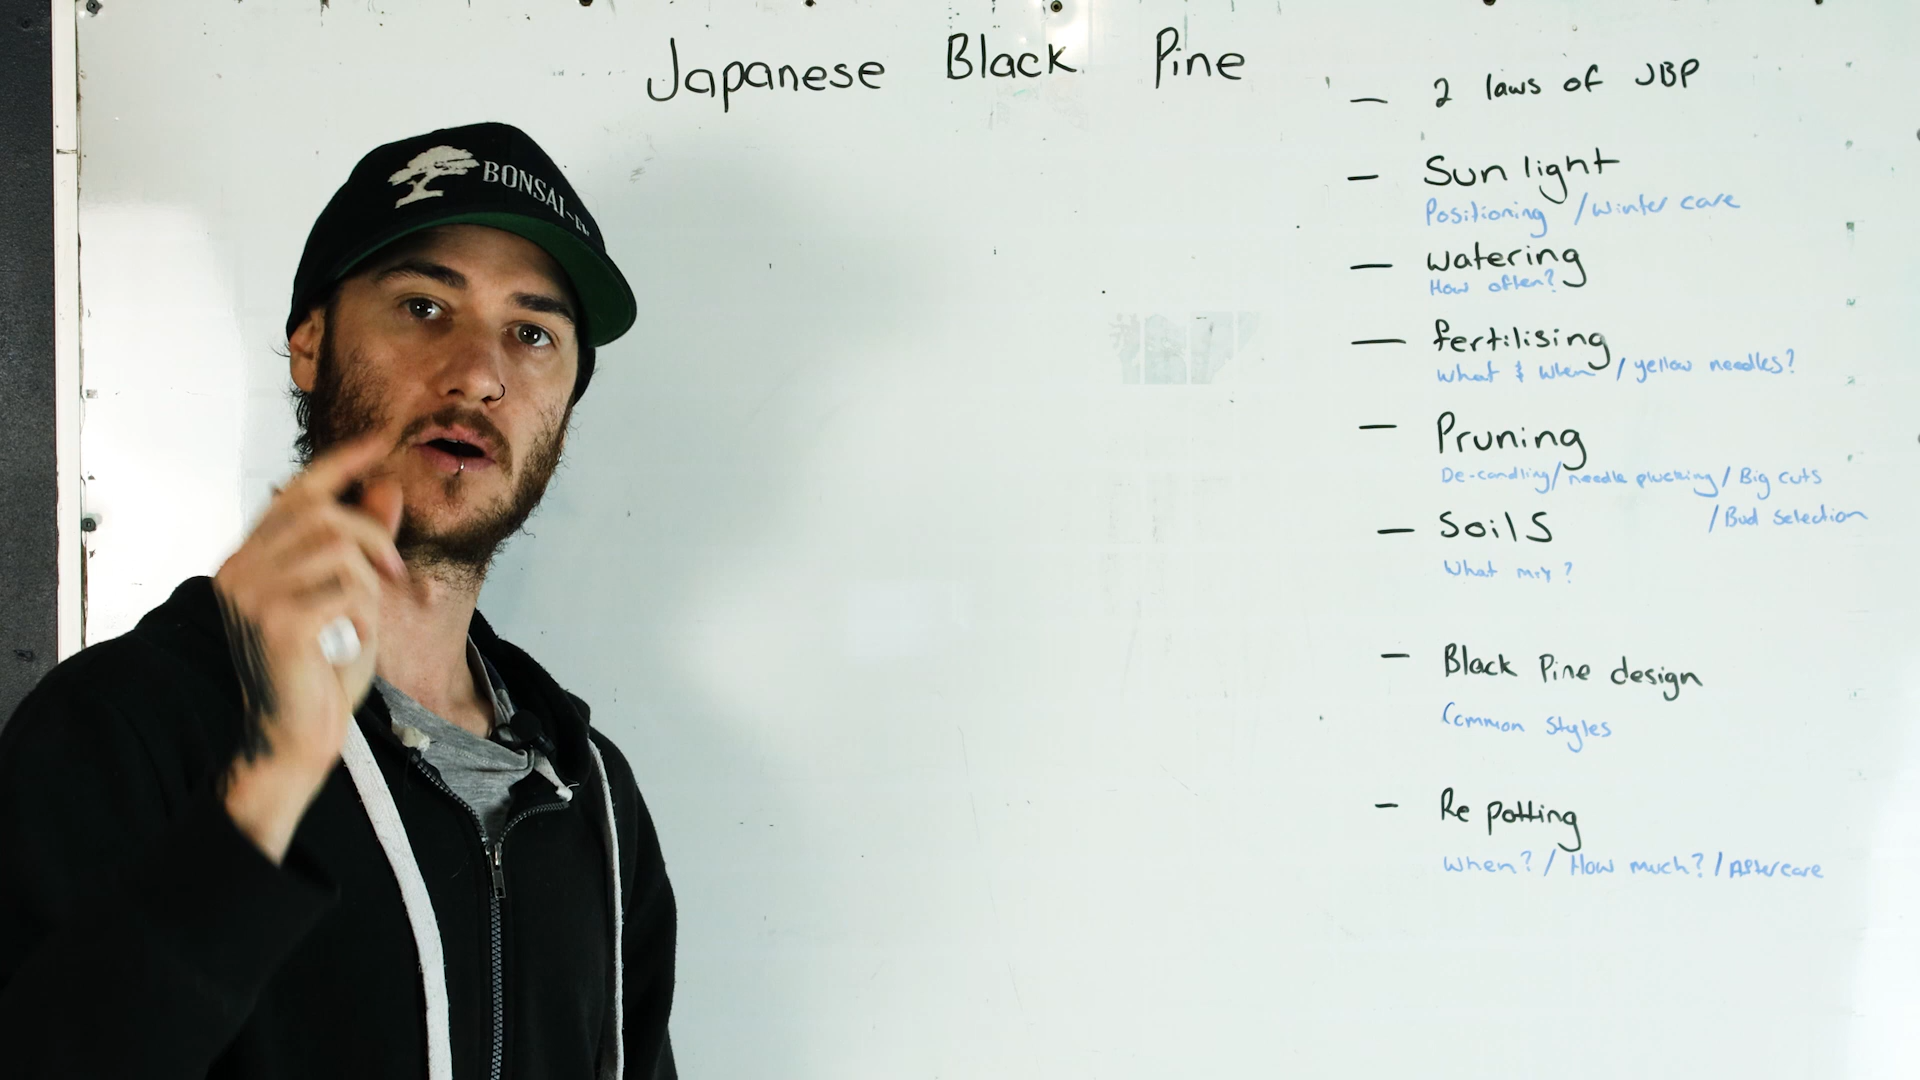 Japanese Black Pine
BONSAI-
— 2 laws of JBP
— Sunlight
Positioning / winter care
— watering
How often?
— fertilising
what & when / yellow needles?
— Pruning
De-candling / needle plucking / Big cuts
/ Bud selection
— Soils
What mix?
— Black Pine design
Common Styles
- Re potting
when? / How much? / Aftercare